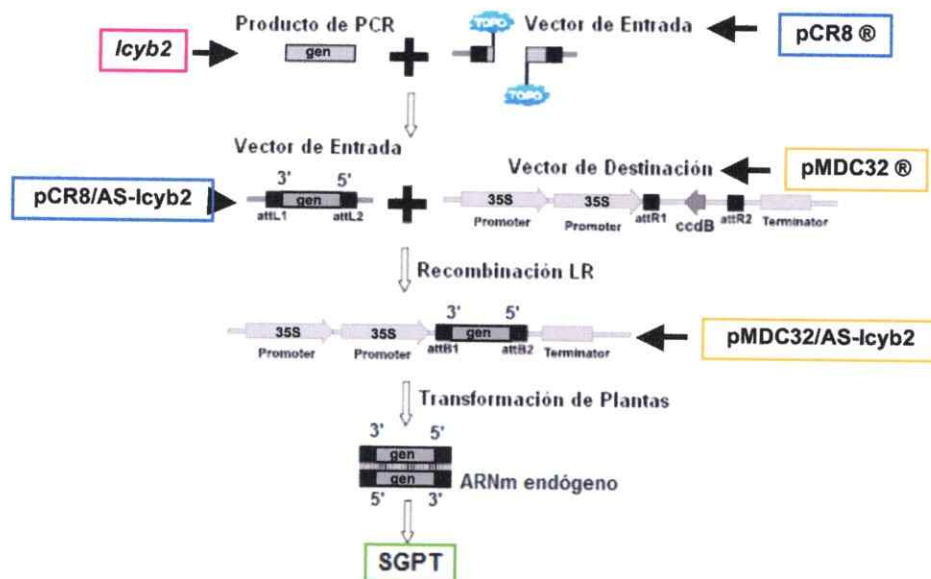 Producto de PCR
Vector de Entrada
TOPO
pCR8 ®
lcyb2
gen
TOPO
Vector de Entrada
Vector de Destinación
pMDC32 ®
pCR8/AS-lcyb2
3' 5'
gen
attL1 attL2
35S 35S
Promoter Promoter attR1 ccdB attR2 Terminator
Recombinación LR
3' 5'
35S 35S gen
Promoter Promoter attB1 attB2 Terminator
pMDC32/AS-lcyb2
Transformación de Plantas
3' 5'
gen
gen
ARNm endógeno
5' 3'
SGPT